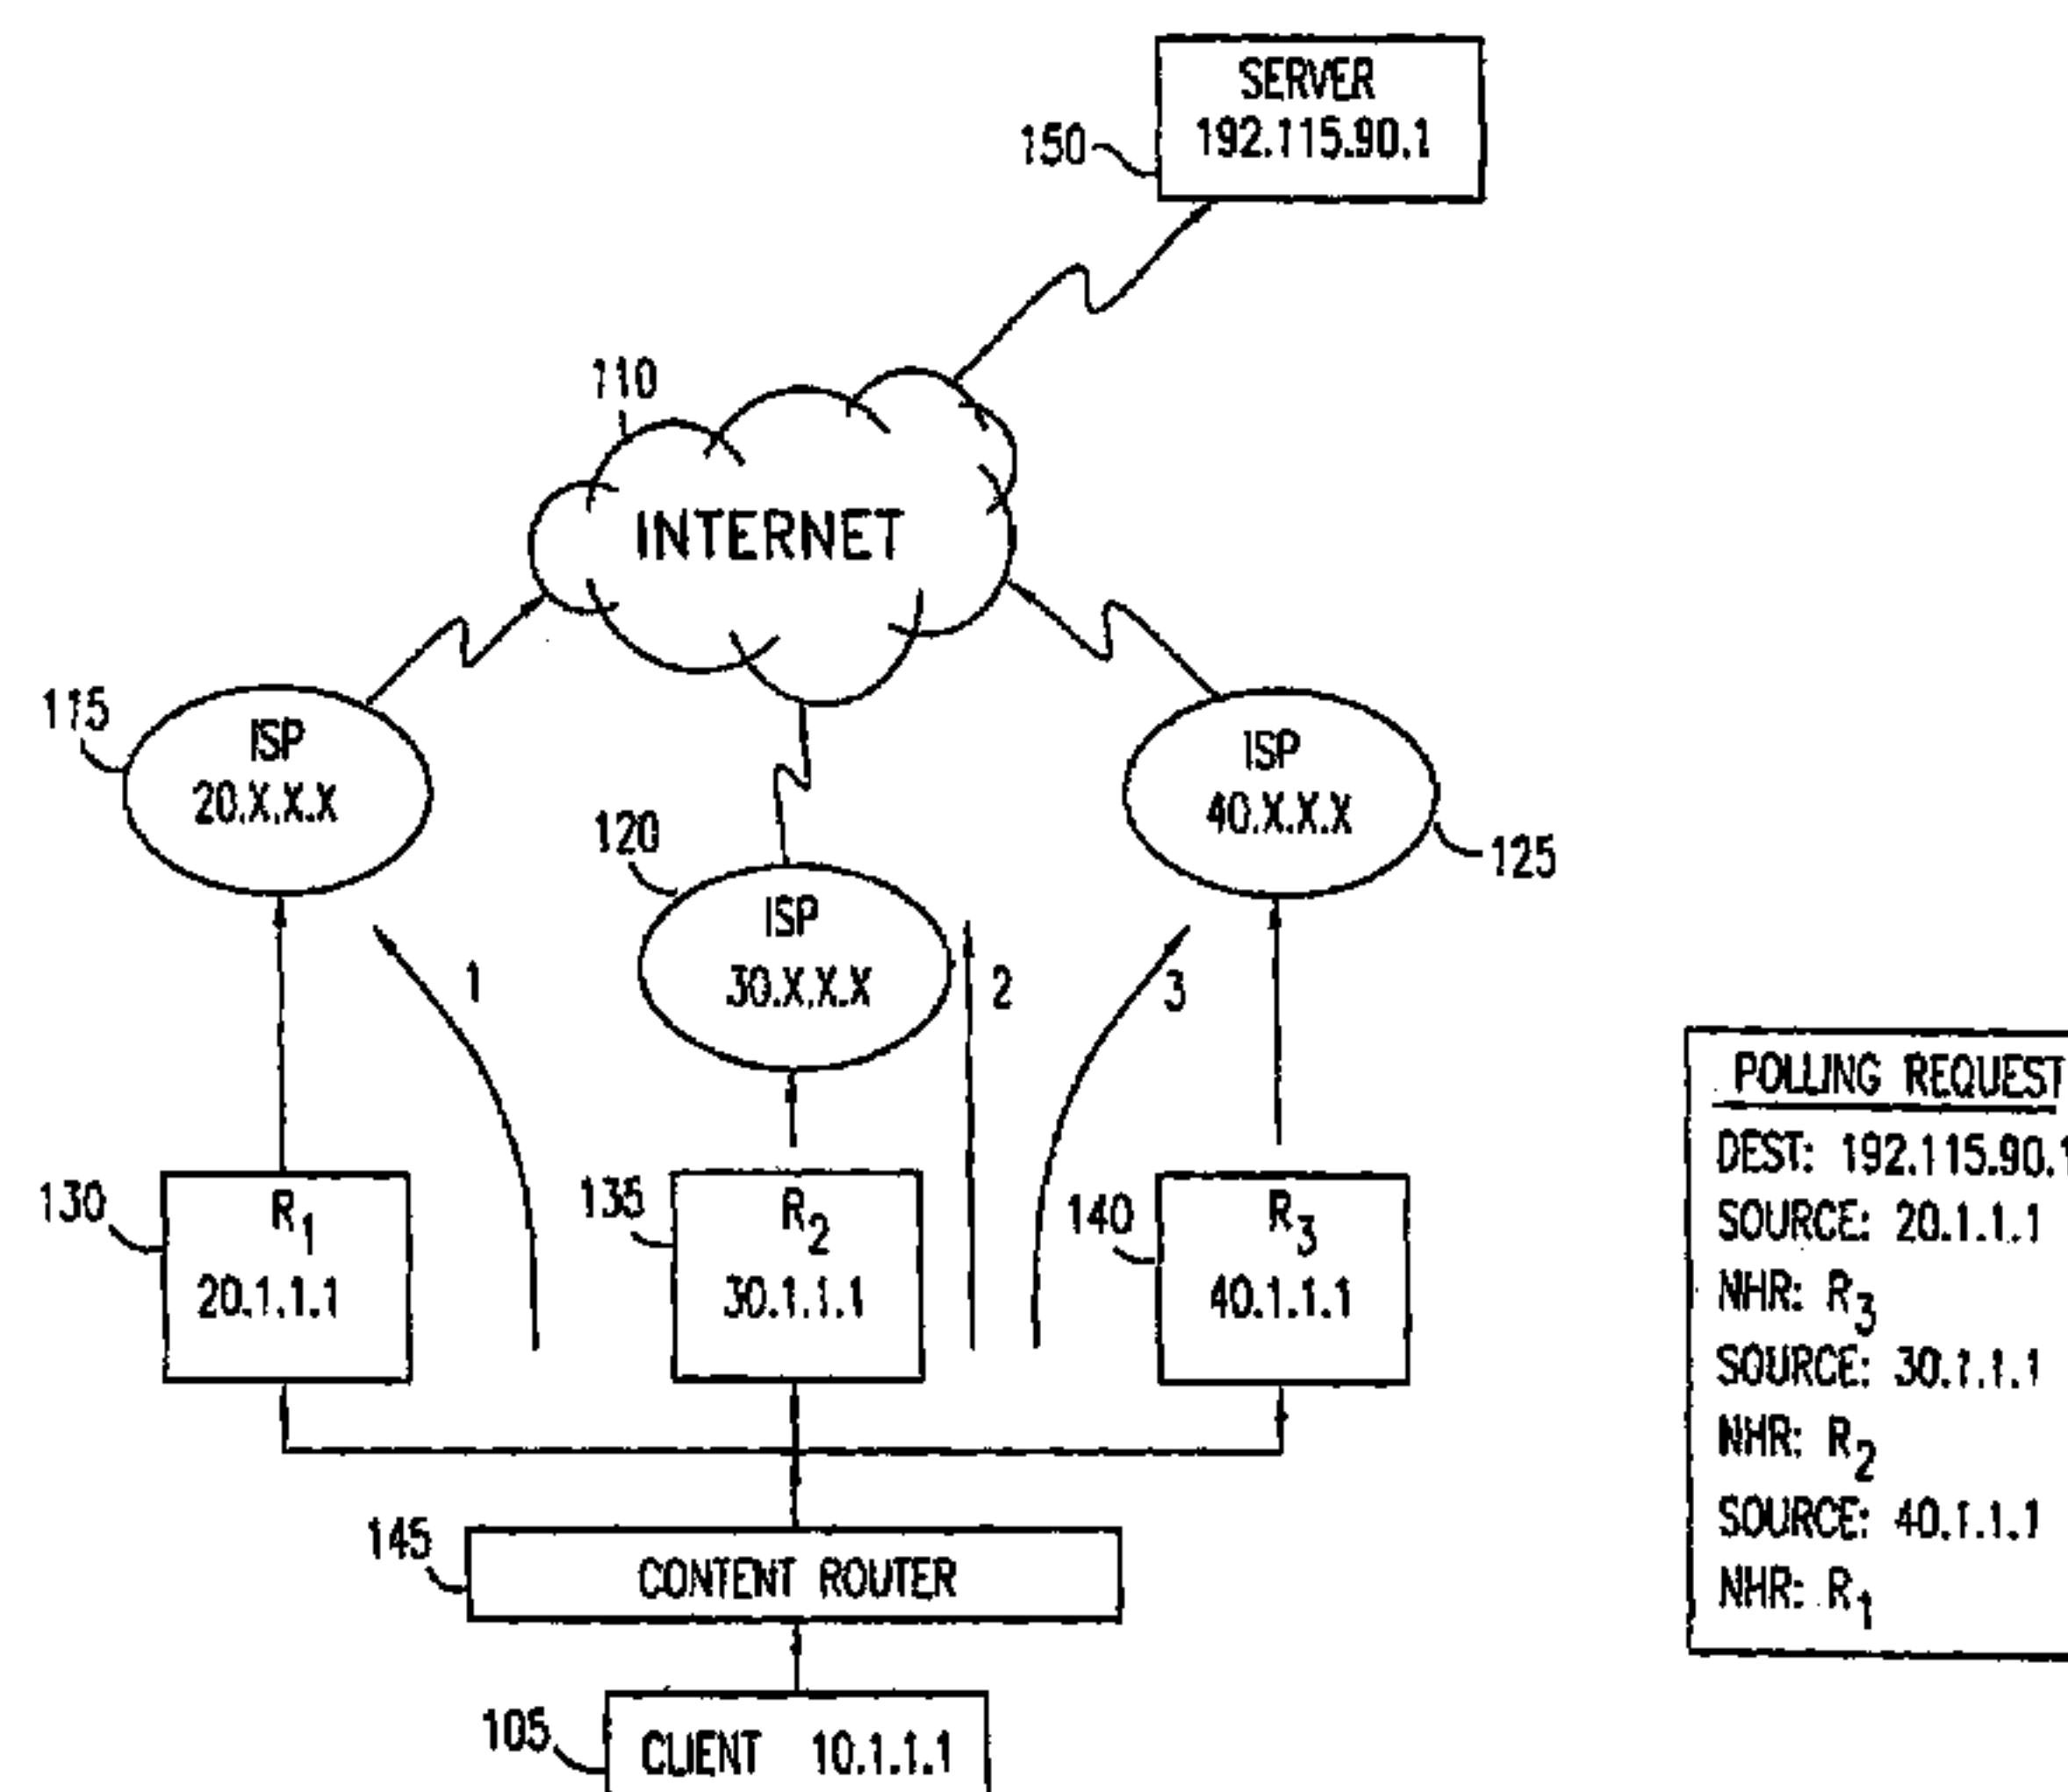 SERVER
192.115.90.1
150
110
INTERNET
115
ISP
20.X.X.X
120
ISP
30.X.X.X
ISP
40.X.X.X
125
1
2
3
130
R1
20.1.1.1
135
R2
30.1.1.1
140
R3
40.1.1.1
145
CONTENT ROUTER
105
CLIENT 10.1.1.1
POLLING REQUEST
DEST: 192.115.90.1
SOURCE: 20.1.1.1
NHR: R3
SOURCE: 30.1.1.1
NHR: R2
SOURCE: 40.1.1.1
NHR: R1